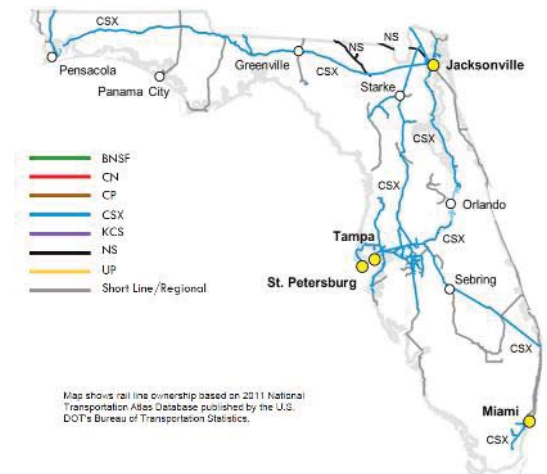 CSX
NS
NS
Pensacola
Greenville
CSX
Jacksonville
Panama City
Starke
CSX
BNSF
CN
CP
CSX
KCS
NS
UP
Short Line/Regional
CSX
Orlando
Tampa
CSX
St. Petersburg
Sebring
CSX
Miami
CSX
Map shows rail line ownership based on 2011 National
Transportation Atlas Database published by the U.S.
DOT's Bureau of Transportation Statistics.